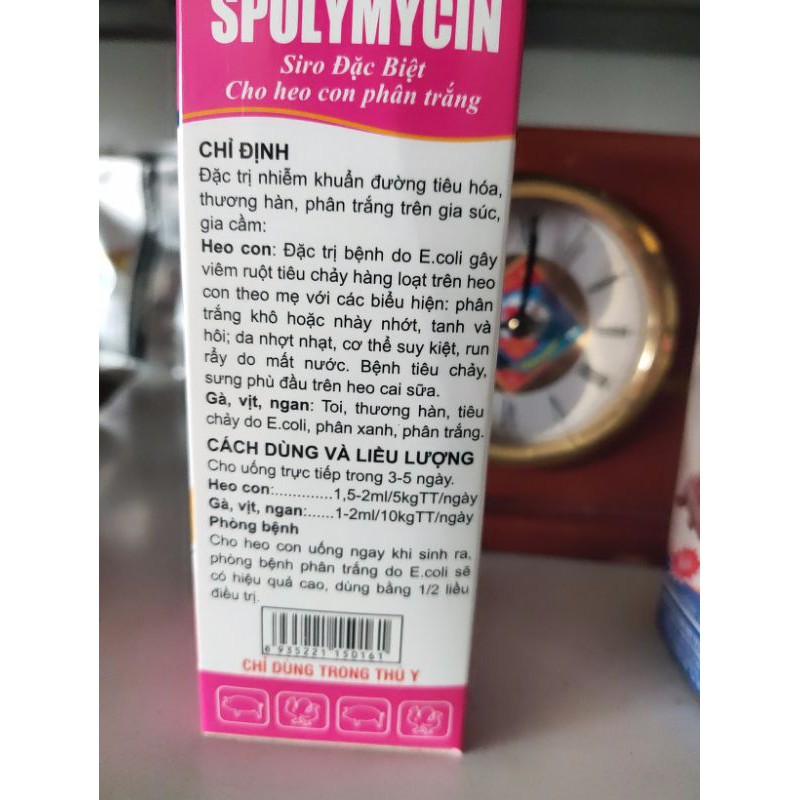 SPOLYMYCIN
Siro Đặc Biệt
Cho heo con phân trắng
CHỈ ĐỊNH
Đặc trị nhiễm khuẩn đường tiêu hóa,
thương hàn, phân trắng trên gia súc,
gia cầm:
Heo con: Đặc trị bệnh do E.coli gây
viêm ruột tiêu chảy hàng loạt trên heo
con theo mẹ với các biểu hiện: phân
trắng khô hoặc nhày nhớt, tanh và
hôi; da nhợt nhạt, cơ thể suy kiệt, run
rẩy do mất nước. Bệnh tiêu chảy,
sưng phù đầu trên heo cai sữa.
Gà, vịt, ngan: Toi, thương hàn, tiêu
chảy do E.coli, phân xanh, phân trắng.
CÁCH DÙNG VÀ LIỀU LƯỢNG
Cho uống trực tiếp trong 3-5 ngày.
Heo con:.............1,5-2ml/5kgTT/ngày
Gà, vịt, ngan:......1-2ml/10kgTT/ngày
Phòng bệnh
Cho heo con uống ngay khi sinh ra,
phòng bệnh phân trắng do E.coli sẽ
có hiệu quả cao, dùng bằng 1/2 liều
điều trị.
8 935221 150161
CHỈ DÙNG TRONG THÚ Y